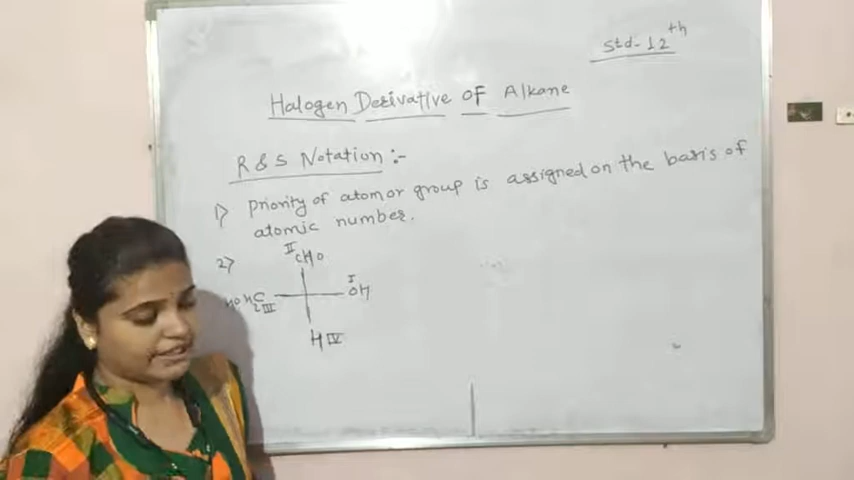 Std-12th
Halogen Derivative of Alkane
R & S Notation :-
1) Priority of atom or group is assigned on the basis of
atomic number.
2)
II
CHO
HOH2C III
I
OH
H IV